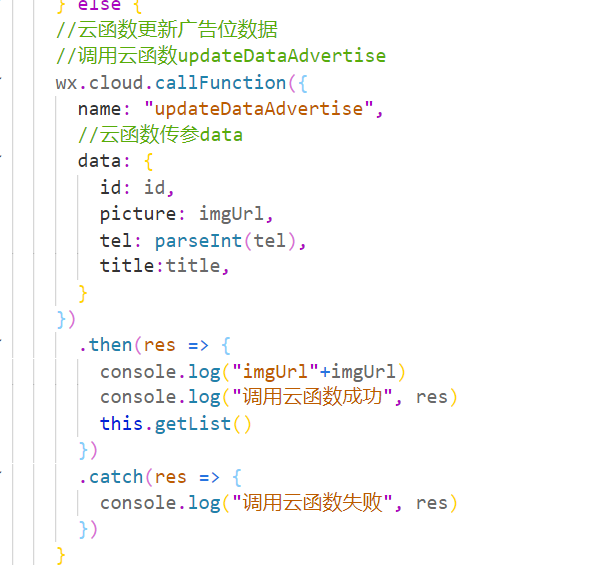 } else {
//云函数更新广告位数据
//调用云函数updateDataAdvertise
wx.cloud.callFunction({
name: "updateDataAdvertise",
//云函数传参data
data: {
id: id,
picture: imgUrl,
tel: parseInt(tel),
title:title,
}
})
.then(res => {
console.log("imgUrl"+imgUrl)
console.log("调用云函数成功", res)
this.getList()
})
.catch(res => {
console.log("调用云函数失败", res)
})
}